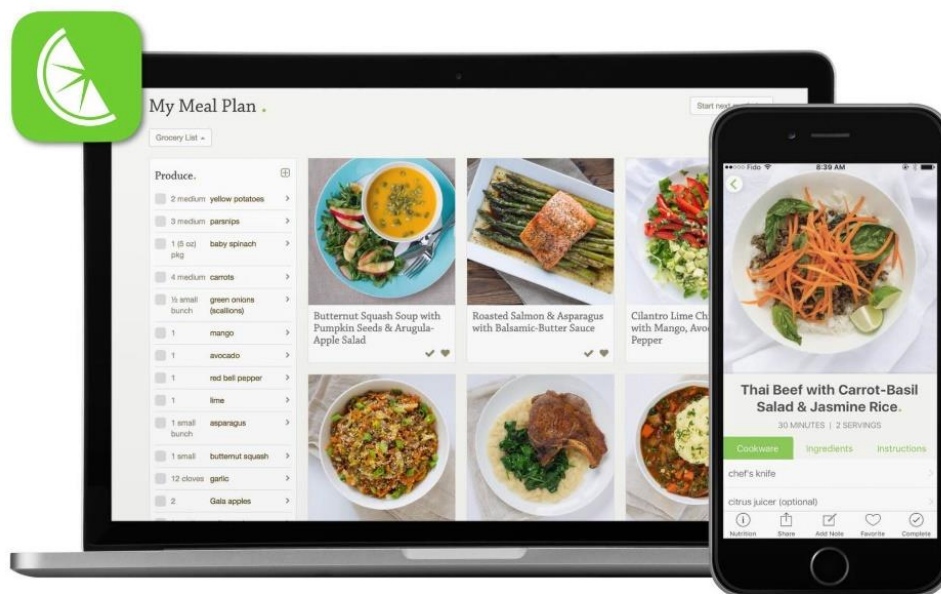 My Meal Plan .
Start next
Grocery List
Produce.
2 medium yellow potatoes
3 medium parsnips
1 (5 oz) baby spinach
pkg
4 medium carrots
½ small green onions
bunch (scallions)
1 mango
1 avocado
1 red bell pepper
1 lime
1 small asparagus
bunch
1 small butternut squash
12 cloves garlic
2 Gala apples
Butternut Squash Soup with
Pumpkin Seeds & Arugula-
Apple Salad
Roasted Salmon & Asparagus
with Balsamic-Butter Sauce
Cilantro Lime
with Mango,
Pepper
Fido 8:39 AM
Thai Beef with Carrot-Basil
Salad & Jasmine Rice.
30 MINUTES | 2 SERVINGS
Cookware Ingredients Instructions
chef's knife
citrus juicer (optional)
Nutrition Share Add Note Favorite Complete